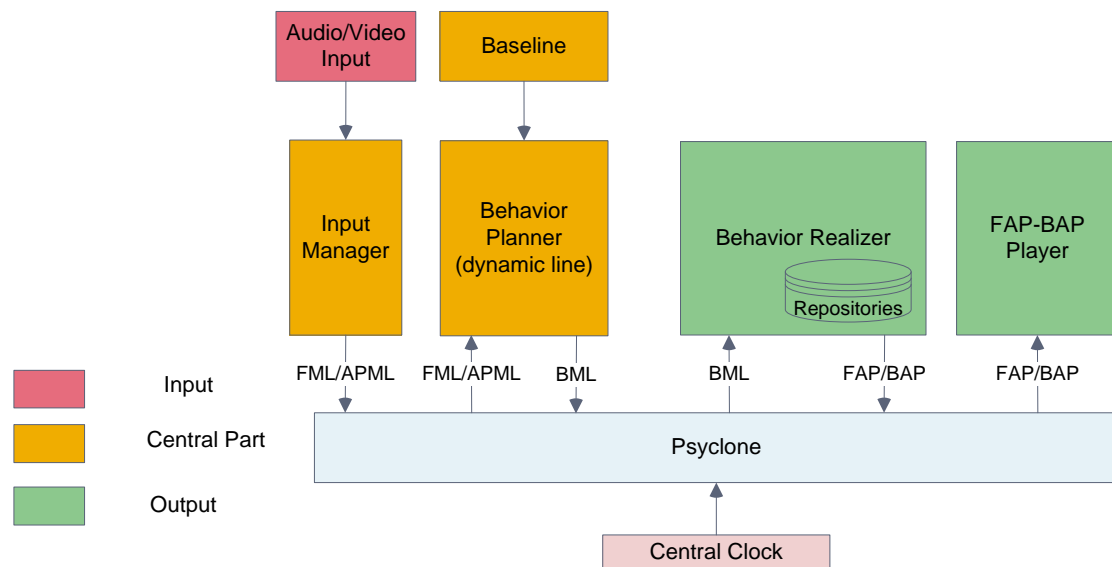 Audio/Video
Input
Baseline
Input
Manager
Behavior
Planner
(dynamic line)
Behavior Realizer
Repositories
FAP-BAP
Player
FML/APML
FML/APML
BML
BML
FAP/BAP
FAP/BAP
Input
Central Part
Output
Psyclone
Central Clock